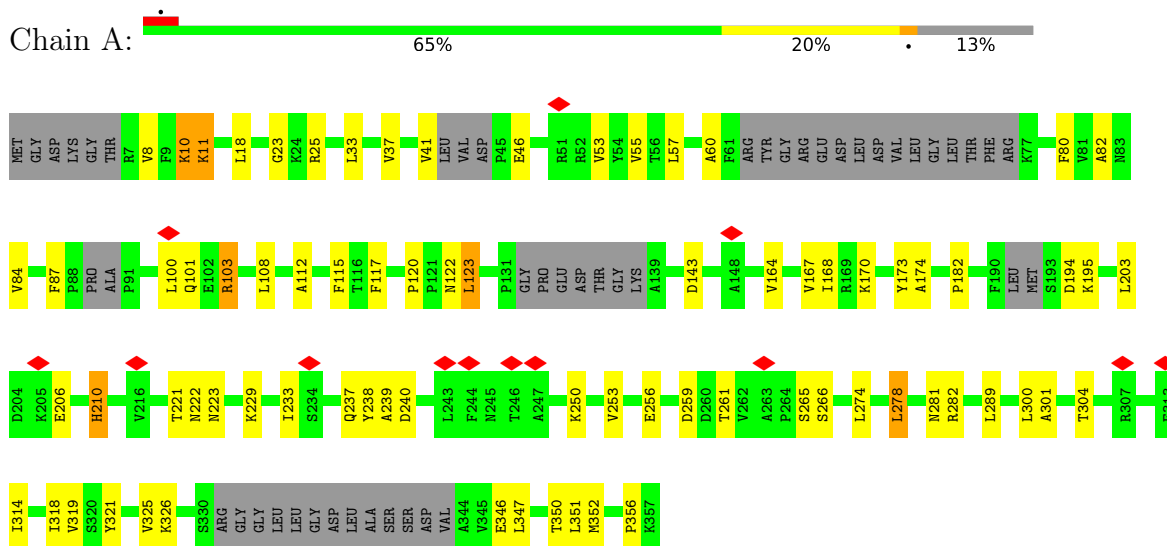 Chain A:
65% 20% • 13%
MET GLY ASP LYS GLY THR R7 V8 F9 K10 K11 L18 G23 K24 R25 L33 V37 V41 LEU VAL ASP P45 E46 R51 R52 V53 Y54 V55 T56 L57 A60 F61 ARG TYR GLY ARG GLU ASP LEU ASP VAL LEU GLY LEU THR PHE ARG K77 F80 V81 A82 N83
V84 F87 P88 PRO ALA P91 L100 Q101 E102 R103 L108 A112 F115 T116 F117 P120 P121 N122 L123 P131 GLY PRO GLU ASP THR GLY LYS A139 D143 A148 V164 V167 I168 R169 K170 Y173 A174 P182 F190 LEU MET S193 D194 K195 L203
D204 K205 E206 H210 V216 T221 N222 N223 K229 I233 S234 Q237 Y238 A239 D240 L243 F244 N245 T246 A247 K250 V253 E256 D259 D260 T261 V262 A263 P264 S265 S266 L274 L278 N281 R282 L289 L300 A301 T304 R307
I314 I318 V319 S320 Y321 V325 K326 S330 ARG GLY GLY LEU LEU GLY ASP LEU ALA SER SER ASP VAL A344 V345 E346 L347 T350 L351 M352 P356 K357